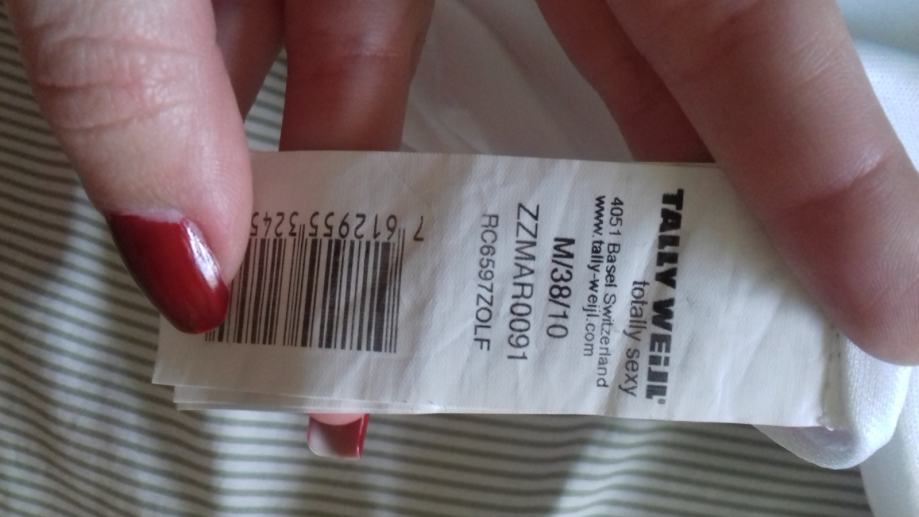 TALLY WEiJL
totally sexy
4051 Basel Switzerland
www.tally-weijl.com
M/38/10
ZZMAR0091
RC6597ZOLF
7 612955 3245